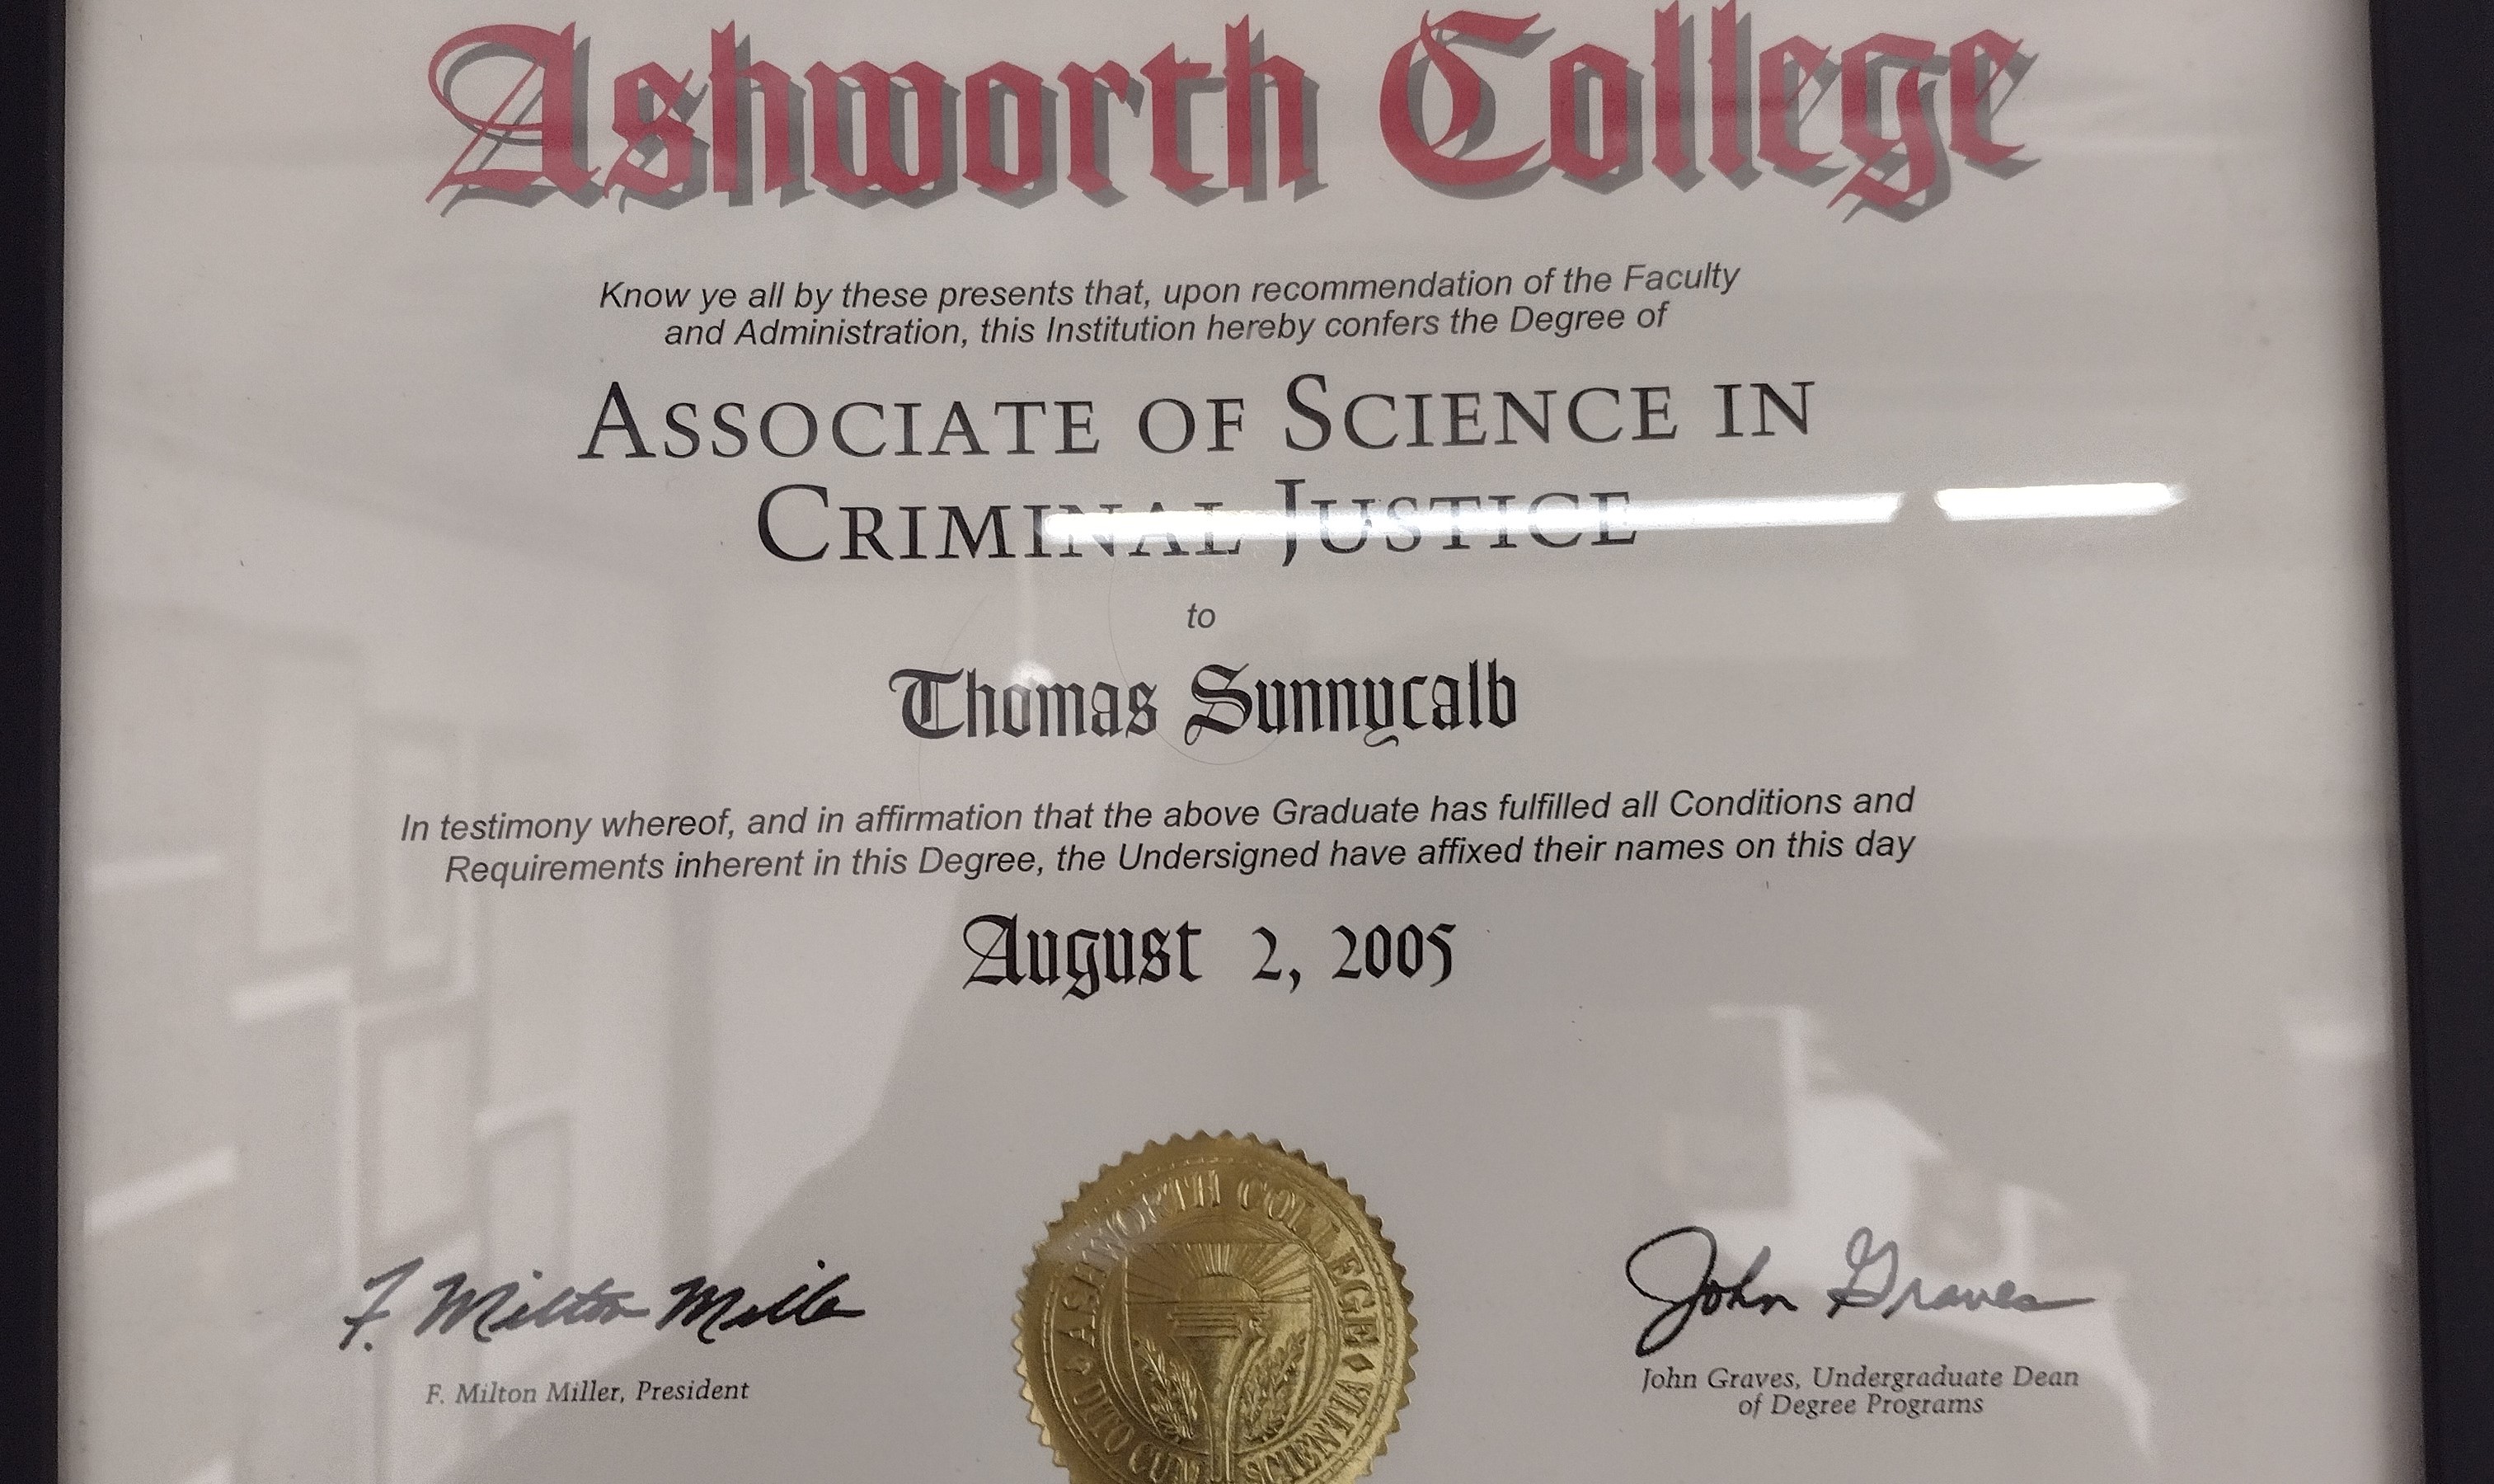 Ashworth College
Know ye all by these presents that, upon recommendation of the Faculty
and Administration, this Institution hereby confers the Degree of
ASSOCIATE OF SCIENCE IN
CRIMINAL JUSTICE
to
Thomas Sunnycalb
In testimony whereof, and in affirmation that the above Graduate has fulfilled all Conditions and
Requirements inherent in this Degree, the Undersigned have affixed their names on this day
August 2, 2005
ASHWORTH COLLEGE
VITA DUTO CUM SCIENTIA
F. Milton Miller
John Graves
F. Milton Miller, President
John Graves, Undergraduate Dean
of Degree Programs